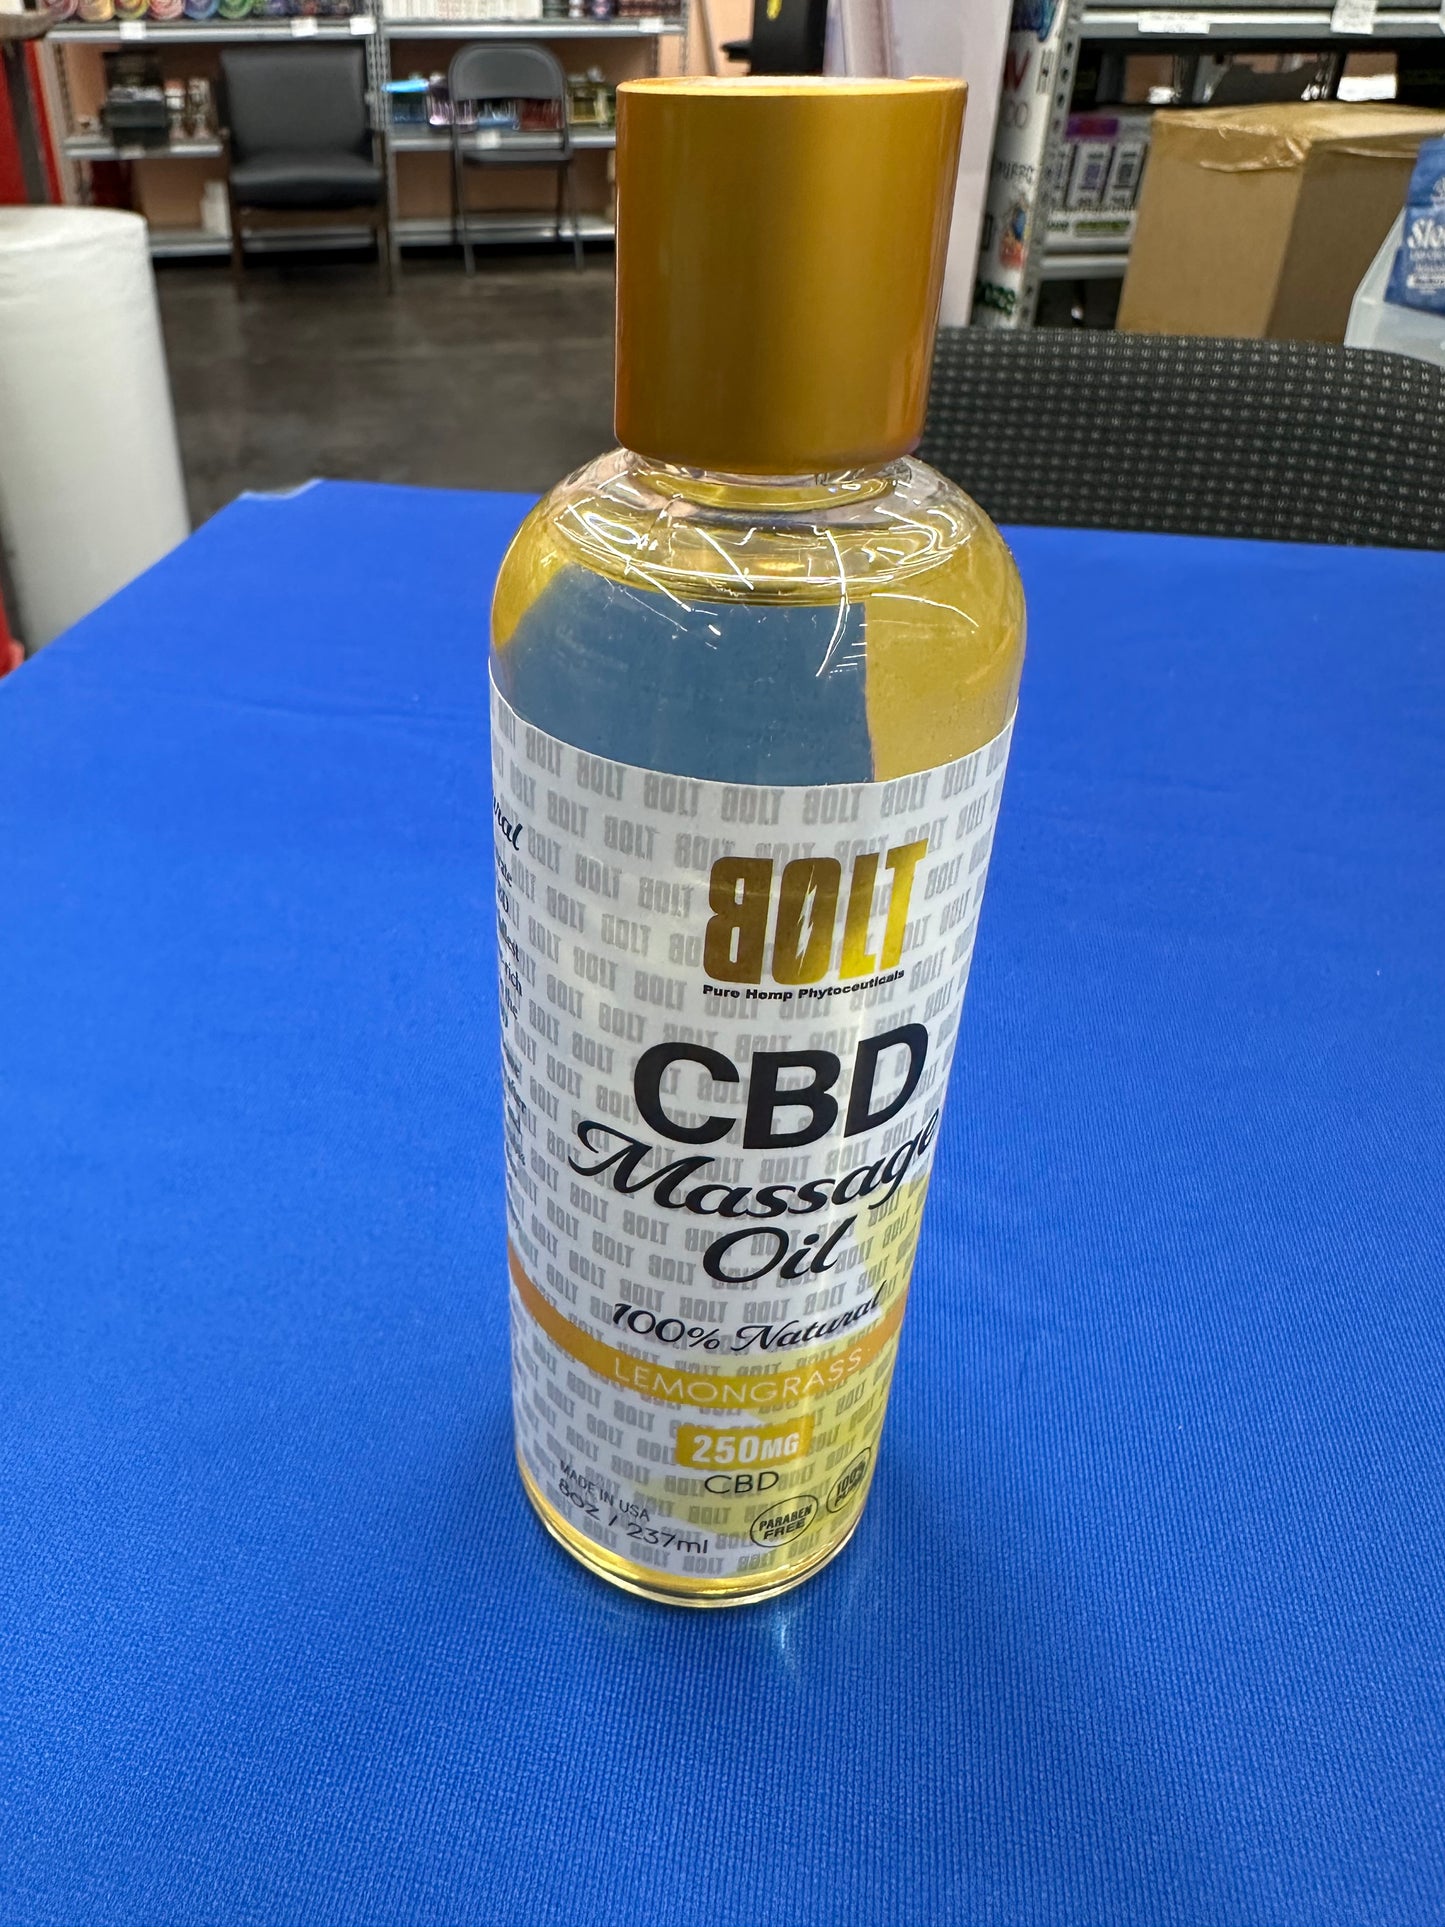 BOLT
Pure Hemp Phytoceuticals
CBD
Massage
Oil
100% Natural
LEMONGRASS
250MG
CBD
MADE IN USA
8OZ / 237ml
PARABEN
FREE
100%